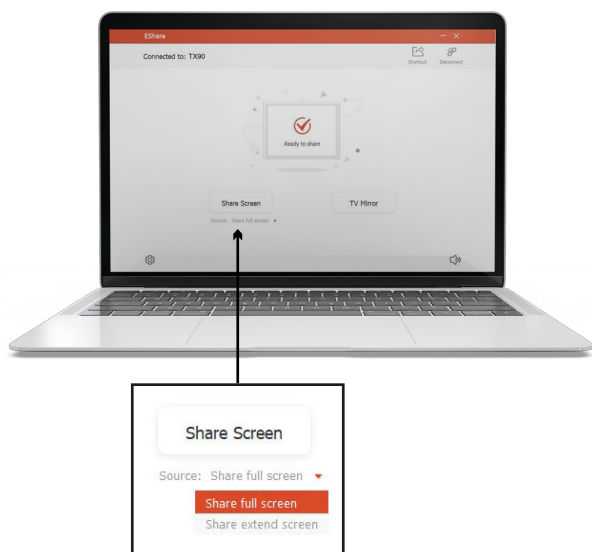 EShare
Connected to: TX90
Shortcut
Disconnect
Ready to share
Share Screen
TV Mirror
Source: Share full screen
Share Screen
Source: Share full screen
Share full screen
Share extend screen